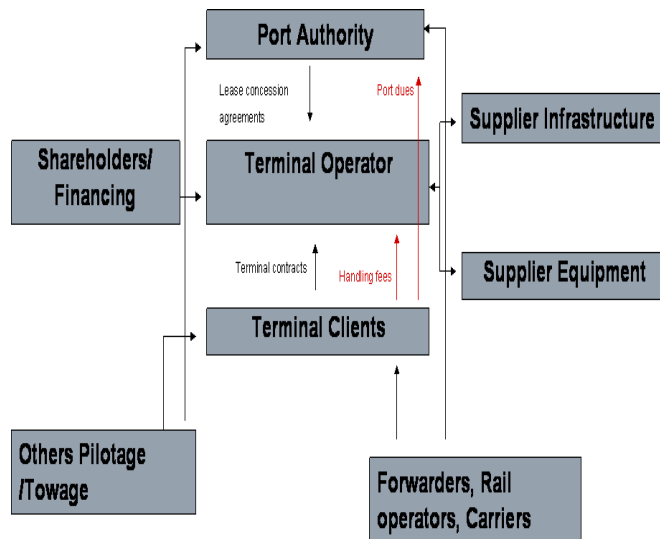 Port Authority
Lease concession
agreements
Port dues
Supplier Infrastructure
Shareholders/
Financing
Terminal Operator
Terminal contracts
Handling fees
Supplier Equipment
Terminal Clients
Others Pilotage
/Towage
Forwarders, Rail
operators, Carriers